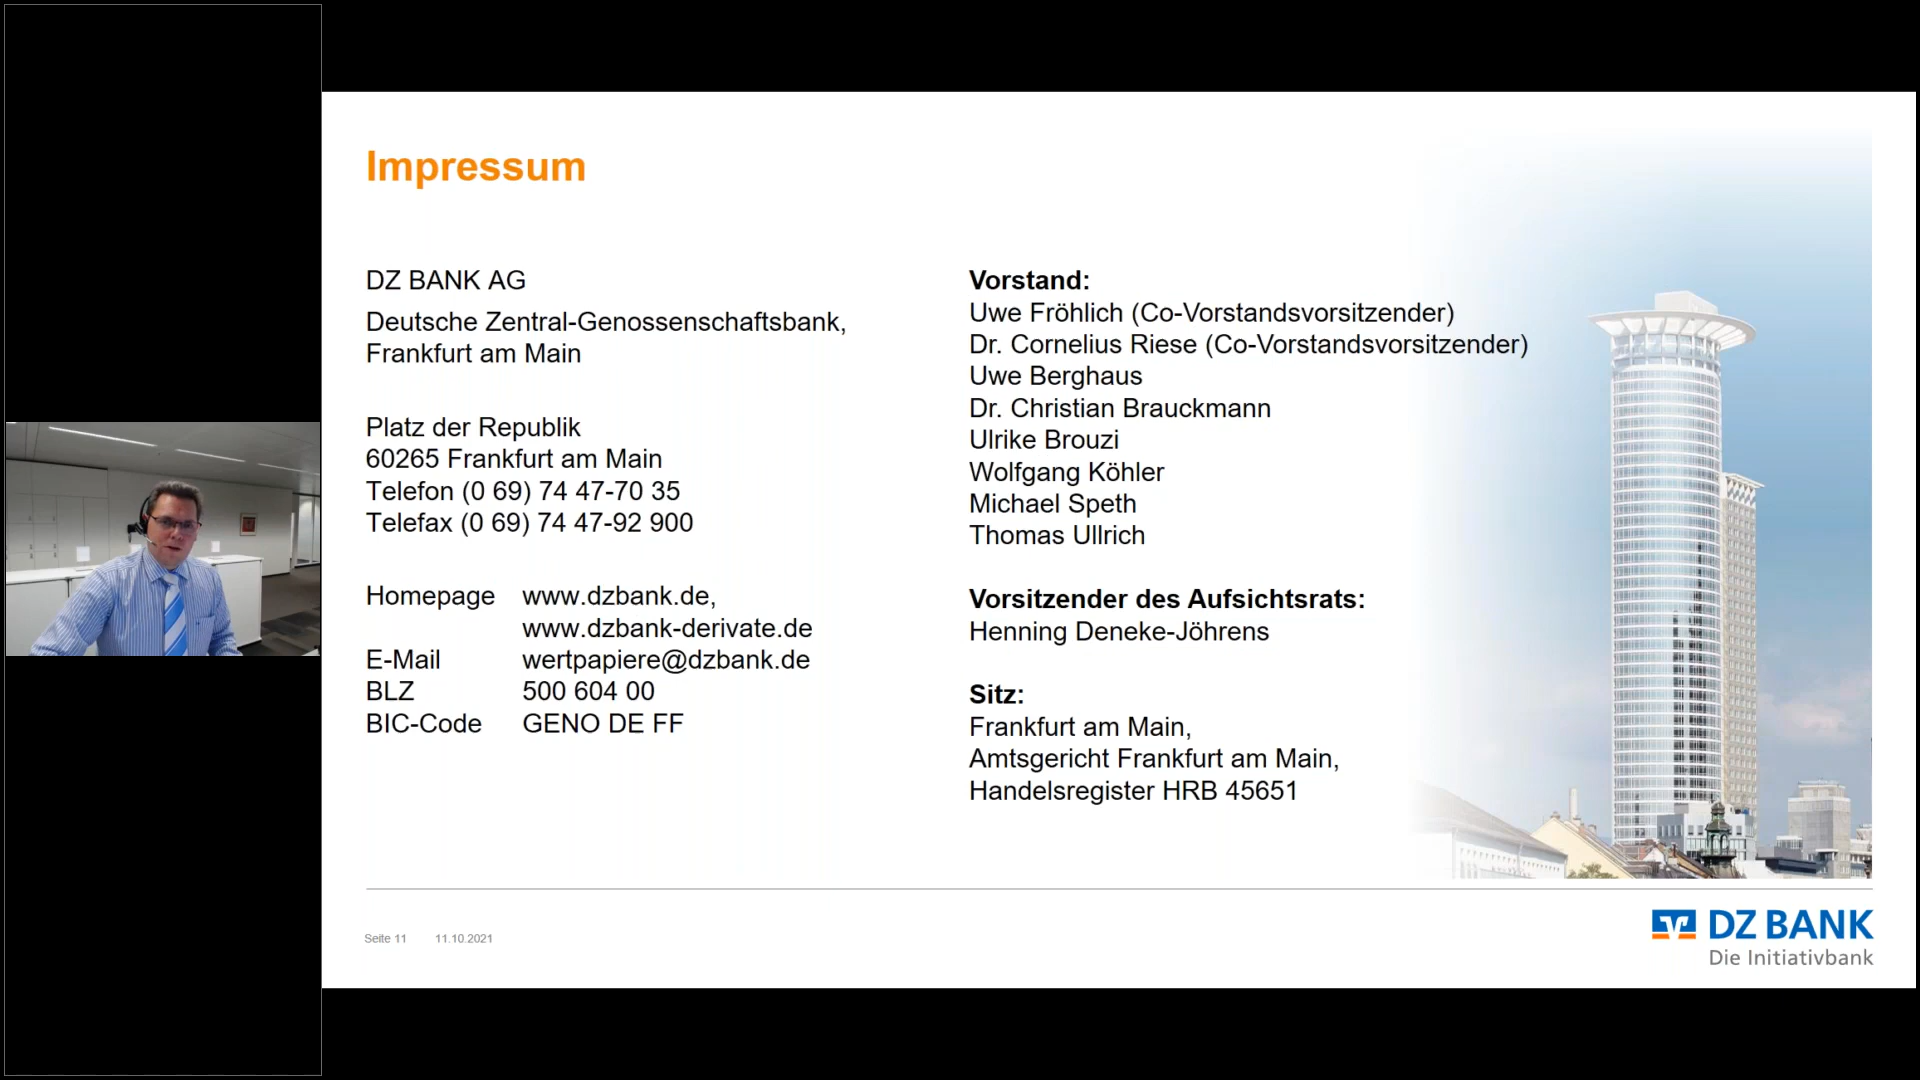 Impressum
DZ BANK AG
Deutsche Zentral-Genossenschaftsbank,
Frankfurt am Main
Platz der Republik
60265 Frankfurt am Main
Telefon (0 69) 74 47-70 35
Telefax (0 69) 74 47-92 900
Homepage www.dzbank.de,
www.dzbank-derivate.de
E-Mail wertpapiere@dzbank.de
BLZ 500 604 00
BIC-Code GENO DE FF
Vorstand:
Uwe Fröhlich (Co-Vorstandsvorsitzender)
Dr. Cornelius Riese (Co-Vorstandsvorsitzender)
Uwe Berghaus
Dr. Christian Brauckmann
Ulrike Brouzi
Wolfgang Köhler
Michael Speth
Thomas Ullrich
Vorsitzender des Aufsichtsrats:
Henning Deneke-Jöhrens
Sitz:
Frankfurt am Main,
Amtsgericht Frankfurt am Main,
Handelsregister HRB 45651
Seite 11 11.10.2021
DZ BANK
Die Initiativbank